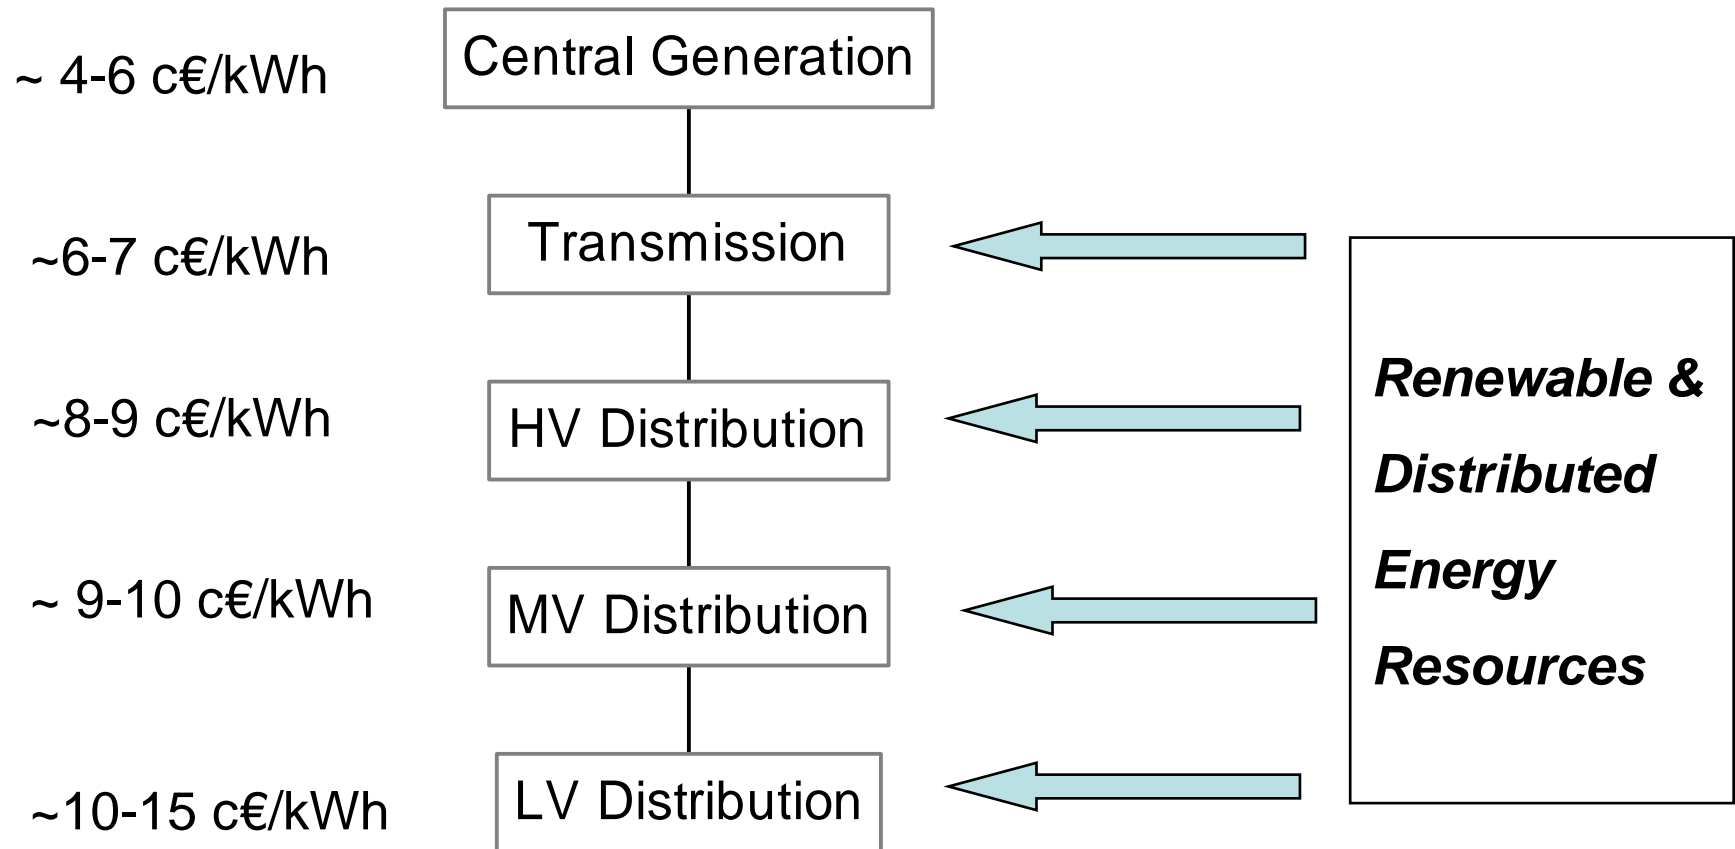 ~ 4-6 c€/kWh
Central Generation
~6-7 c€/kWh
Transmission
~8-9 c€/kWh
HV Distribution
~ 9-10 c€/kWh
MV Distribution
~10-15 c€/kWh
LV Distribution
Renewable &
Distributed
Energy
Resources